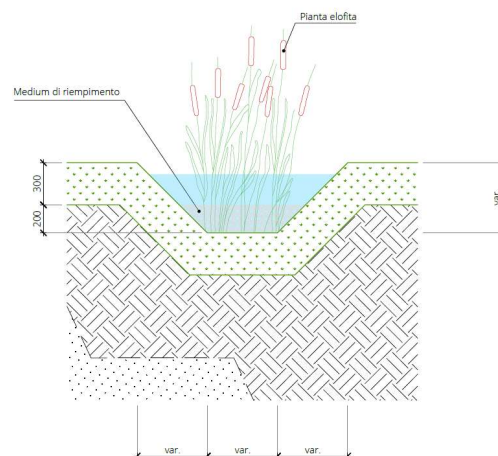 Pianta elofita
Medium di riempimento
300
200
var.
var.
var.
var.